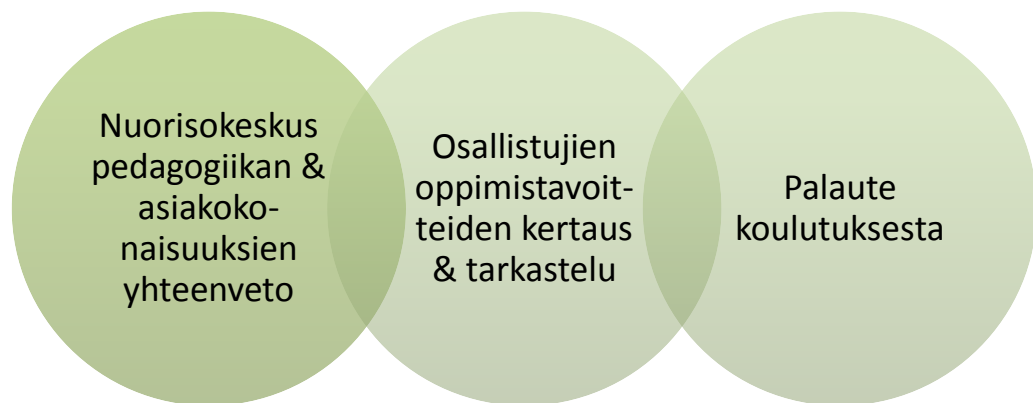 Nuorisokeskus
pedagogiikan &
asiakoko-
naisuuksien
yhteenveto
Osallistujien
oppimistavoit-
teiden kertaus
& tarkastelu
Palaute
koulutuksesta